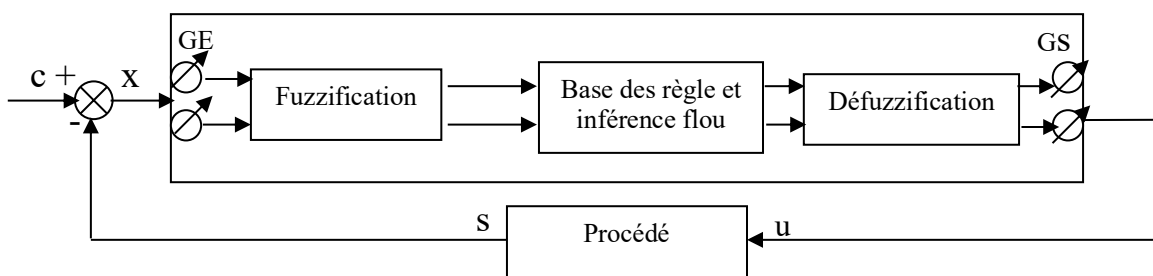 GE
GS
c +
x
-
Fuzzification
Base des règle et
inférence flou
Défuzzification
s
Procédé
u